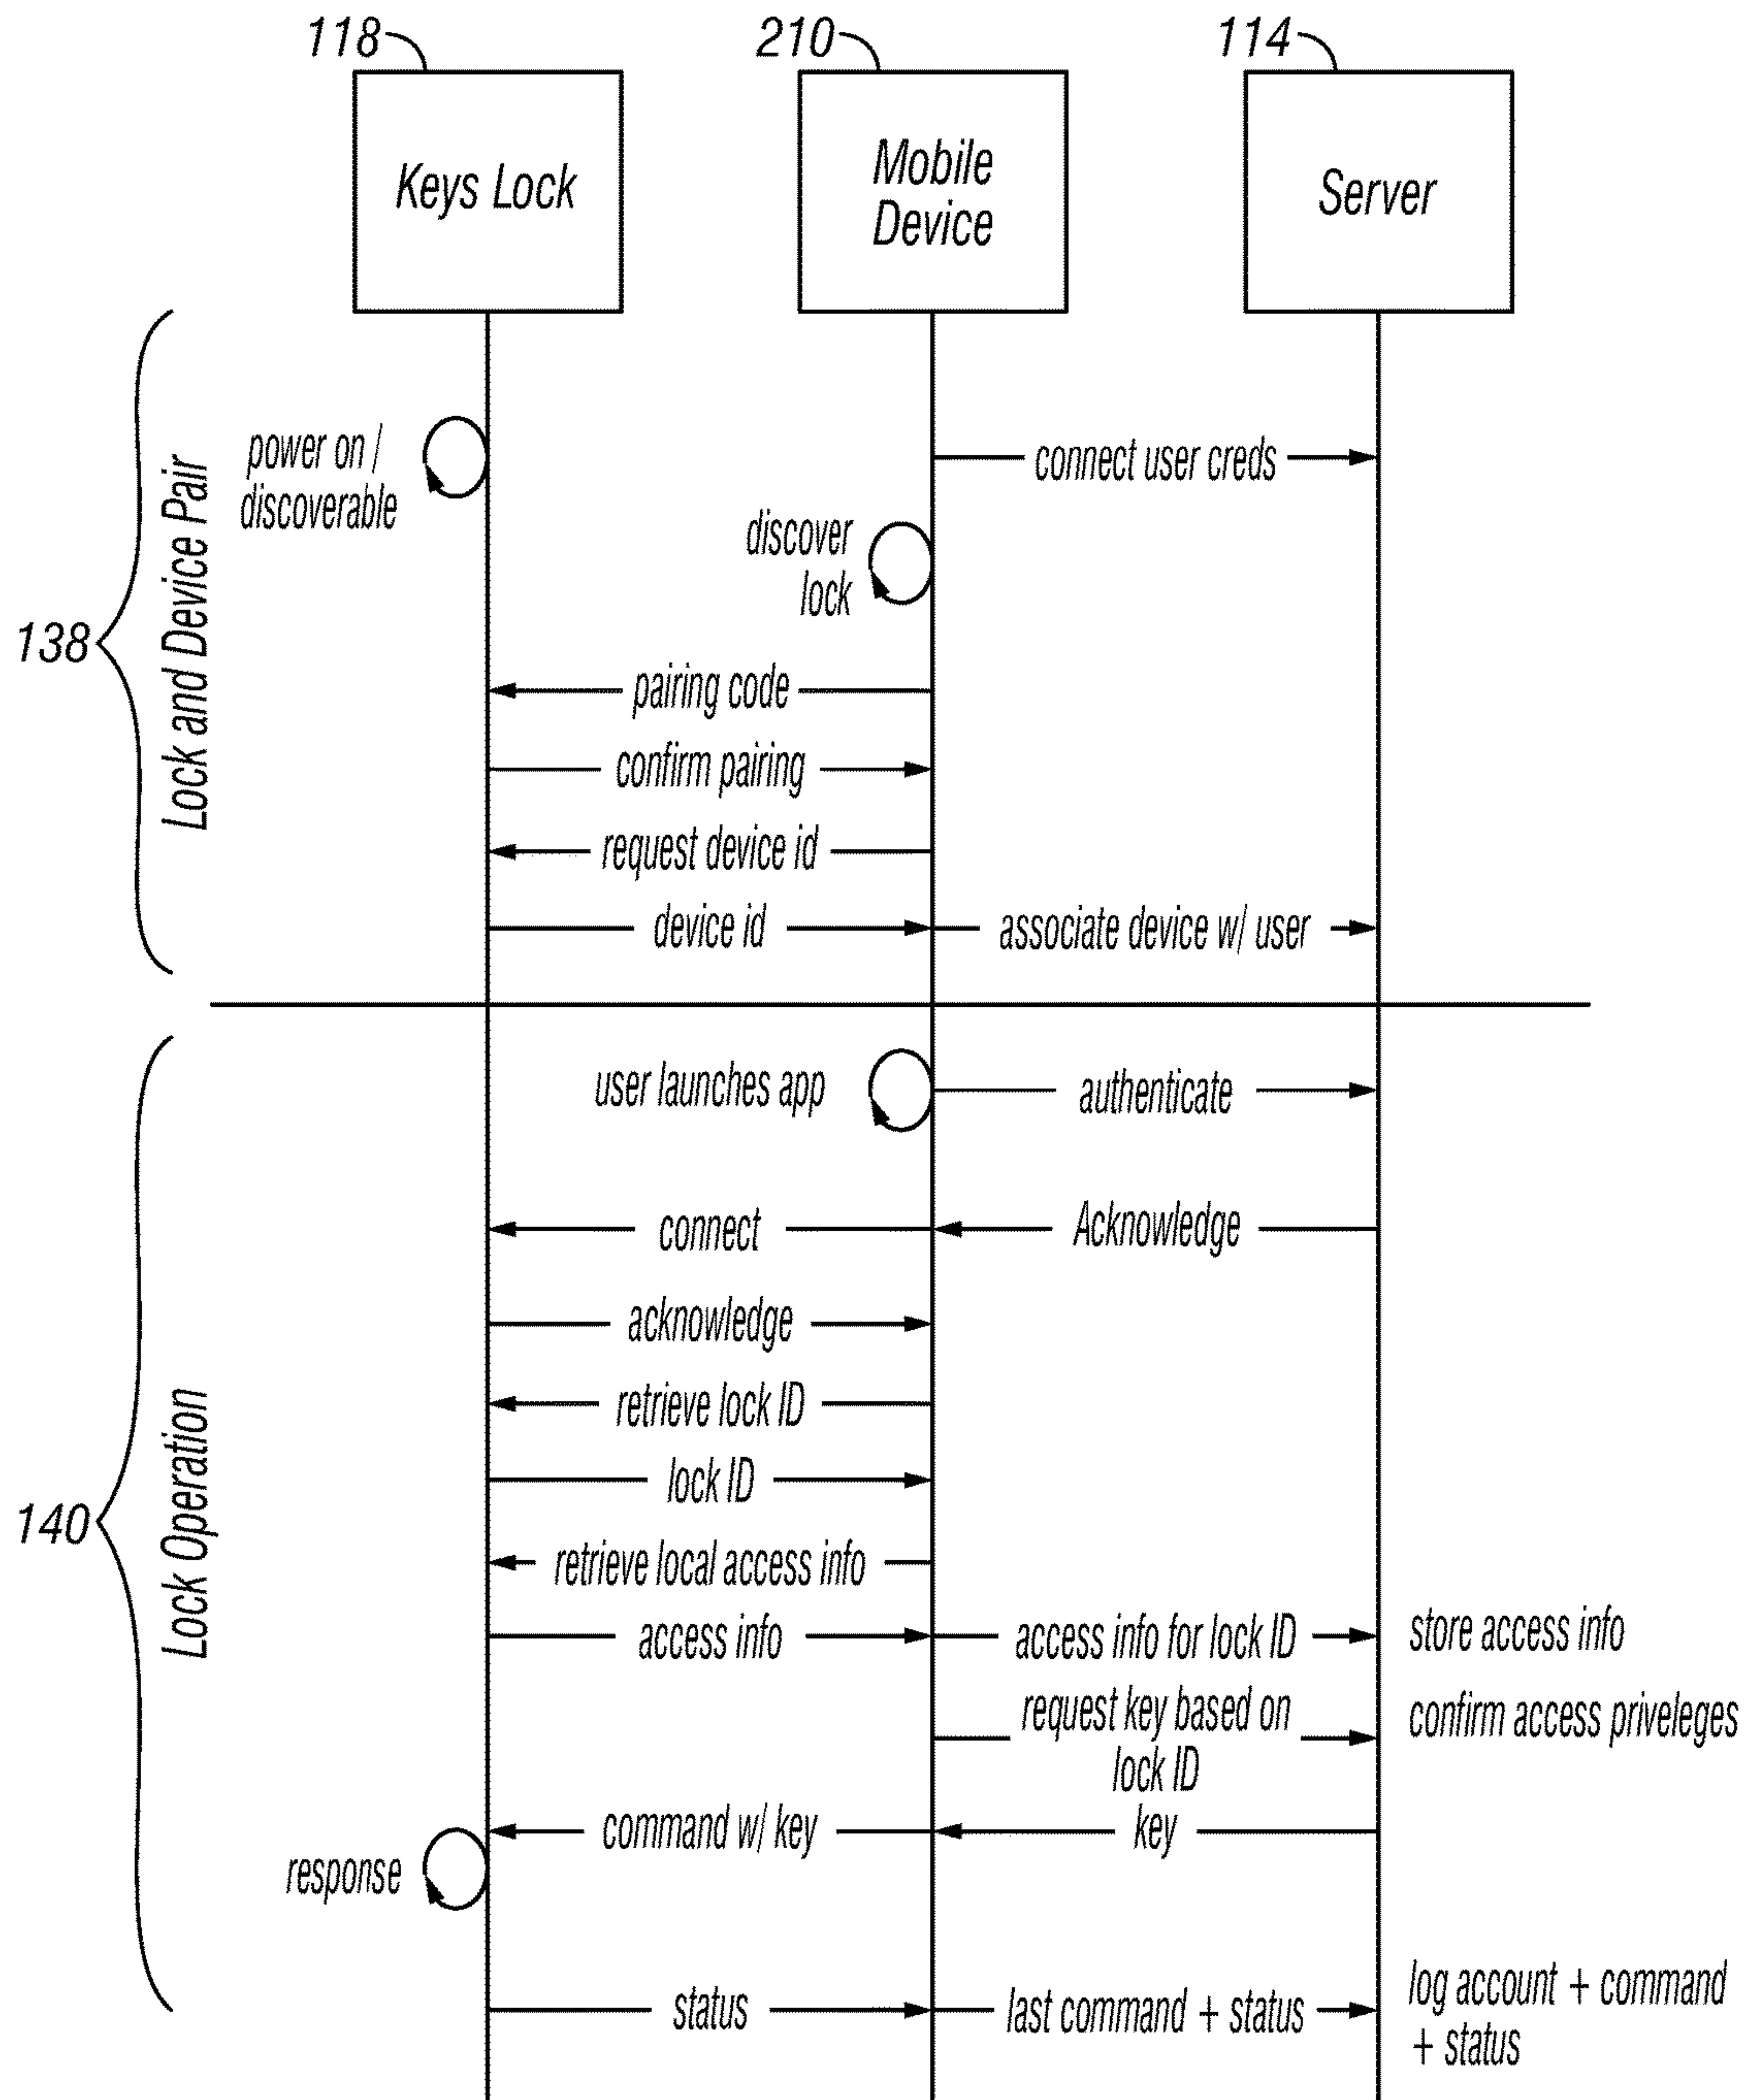 118
210
114
Keys Lock
Mobile
Device
Server
138
Lock and Device Pair
power on /
discoverable
connect user creds
discover
lock
pairing code
confirm pairing
request device id
device id
associate device w/ user
140
Lock Operation
user launches app
authenticate
connect
Acknowledge
acknowledge
retrieve lock ID
lock ID
retrieve local access info
access info
access info for lock ID
store access info
request key based on
lock ID
confirm access priveleges
command w/ key
key
response
status
last command + status
log account + command
+ status